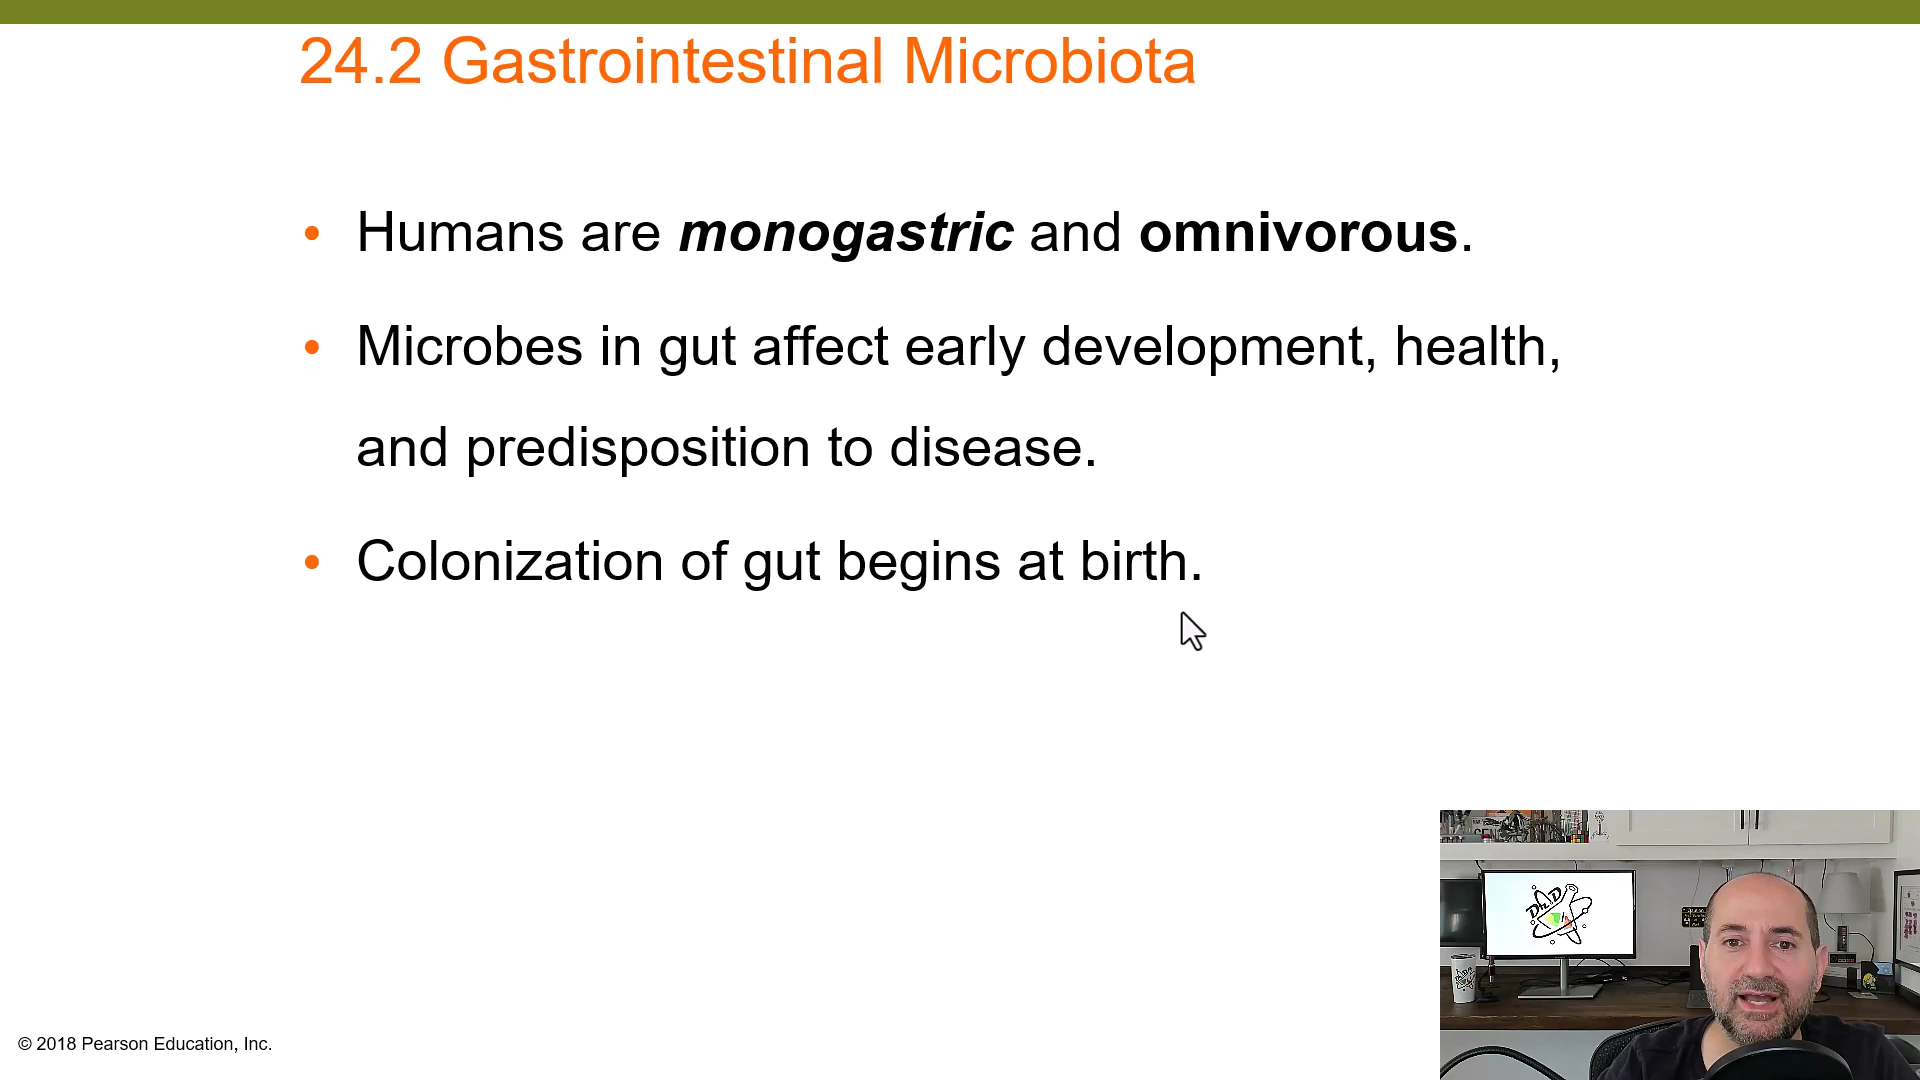 24.2 Gastrointestinal Microbiota
• Humans are monogastric and omnivorous.
• Microbes in gut affect early development, health,
and predisposition to disease.
• Colonization of gut begins at birth.
© 2018 Pearson Education, Inc.